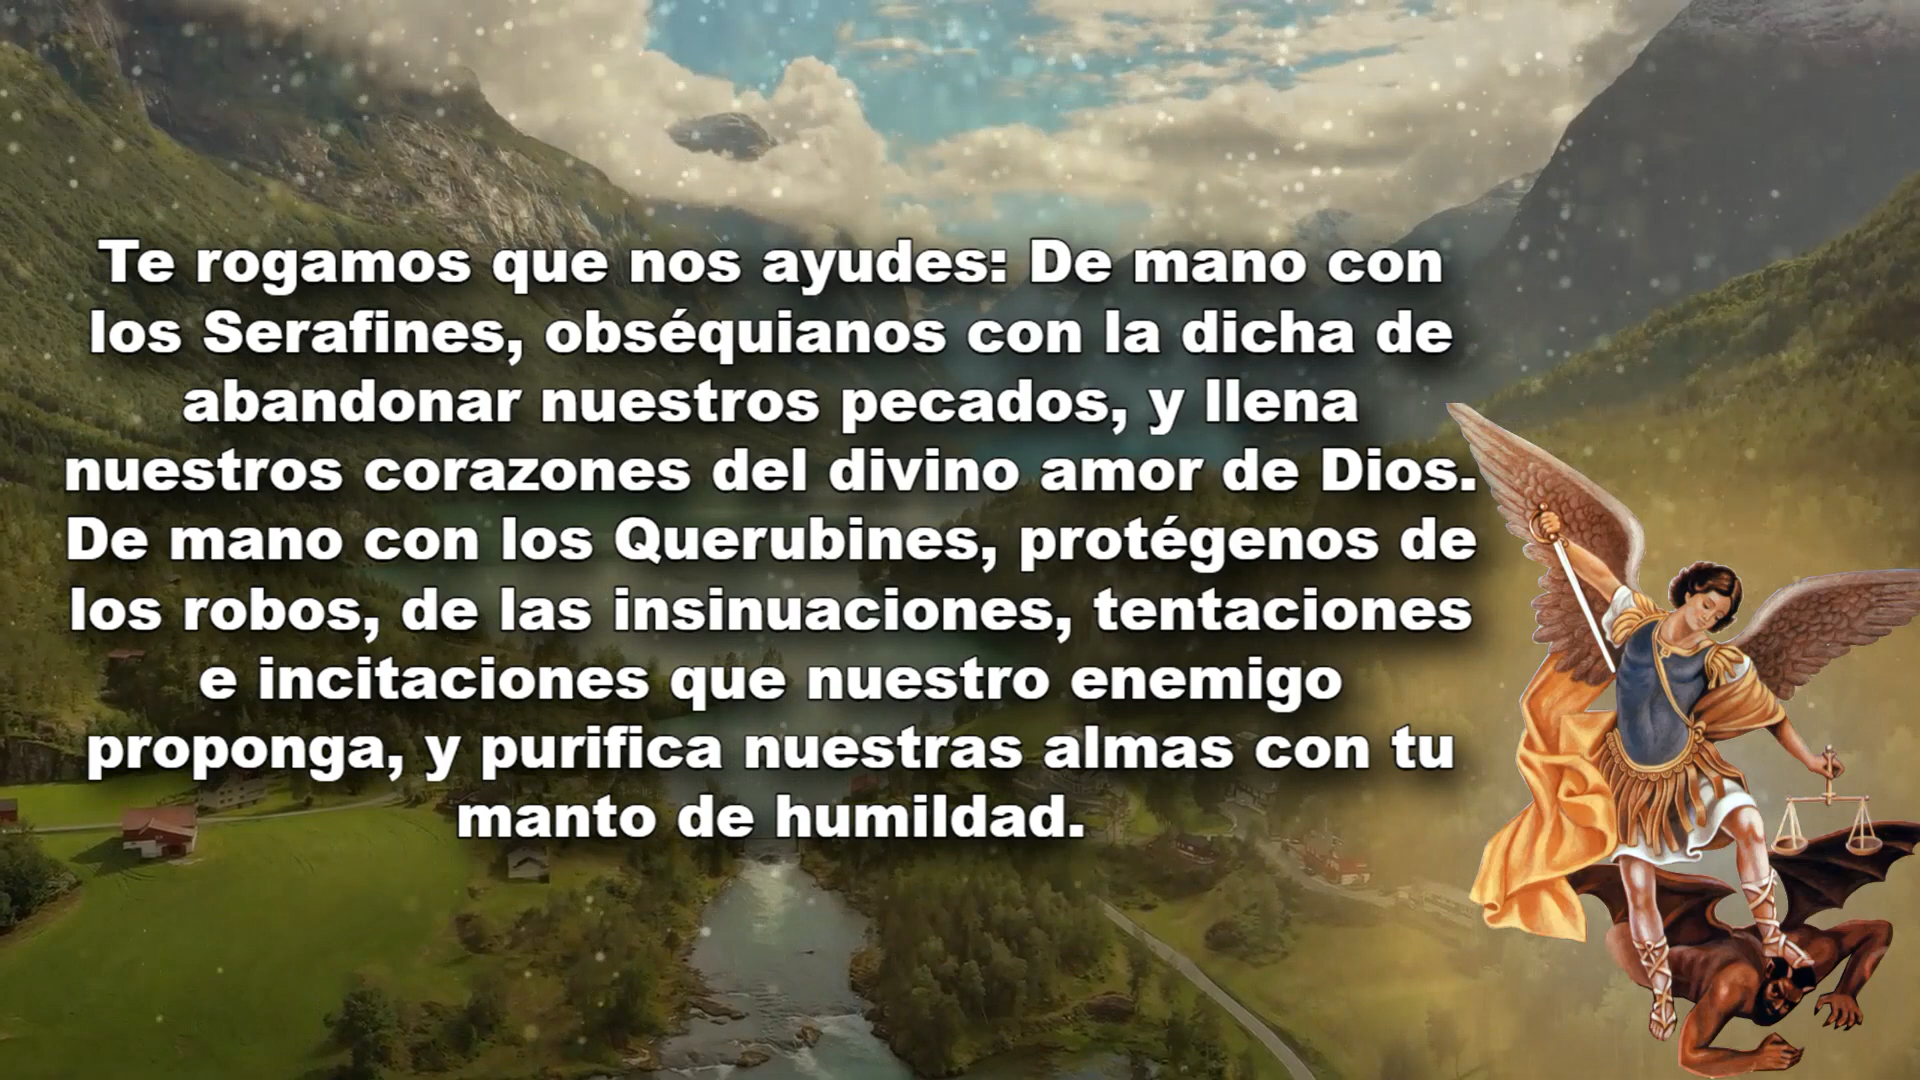 Te rogamos que nos ayudes: De mano con
los Serafines, obséquianos con la dicha de
abandonar nuestros pecados, y llena
nuestros corazones del divino amor de Dios.
De mano con los Querubines, protégenos de
los robos, de las insinuaciones, tentaciones
e incitaciones que nuestro enemigo
proponga, y purifica nuestras almas con tu
manto de humildad.